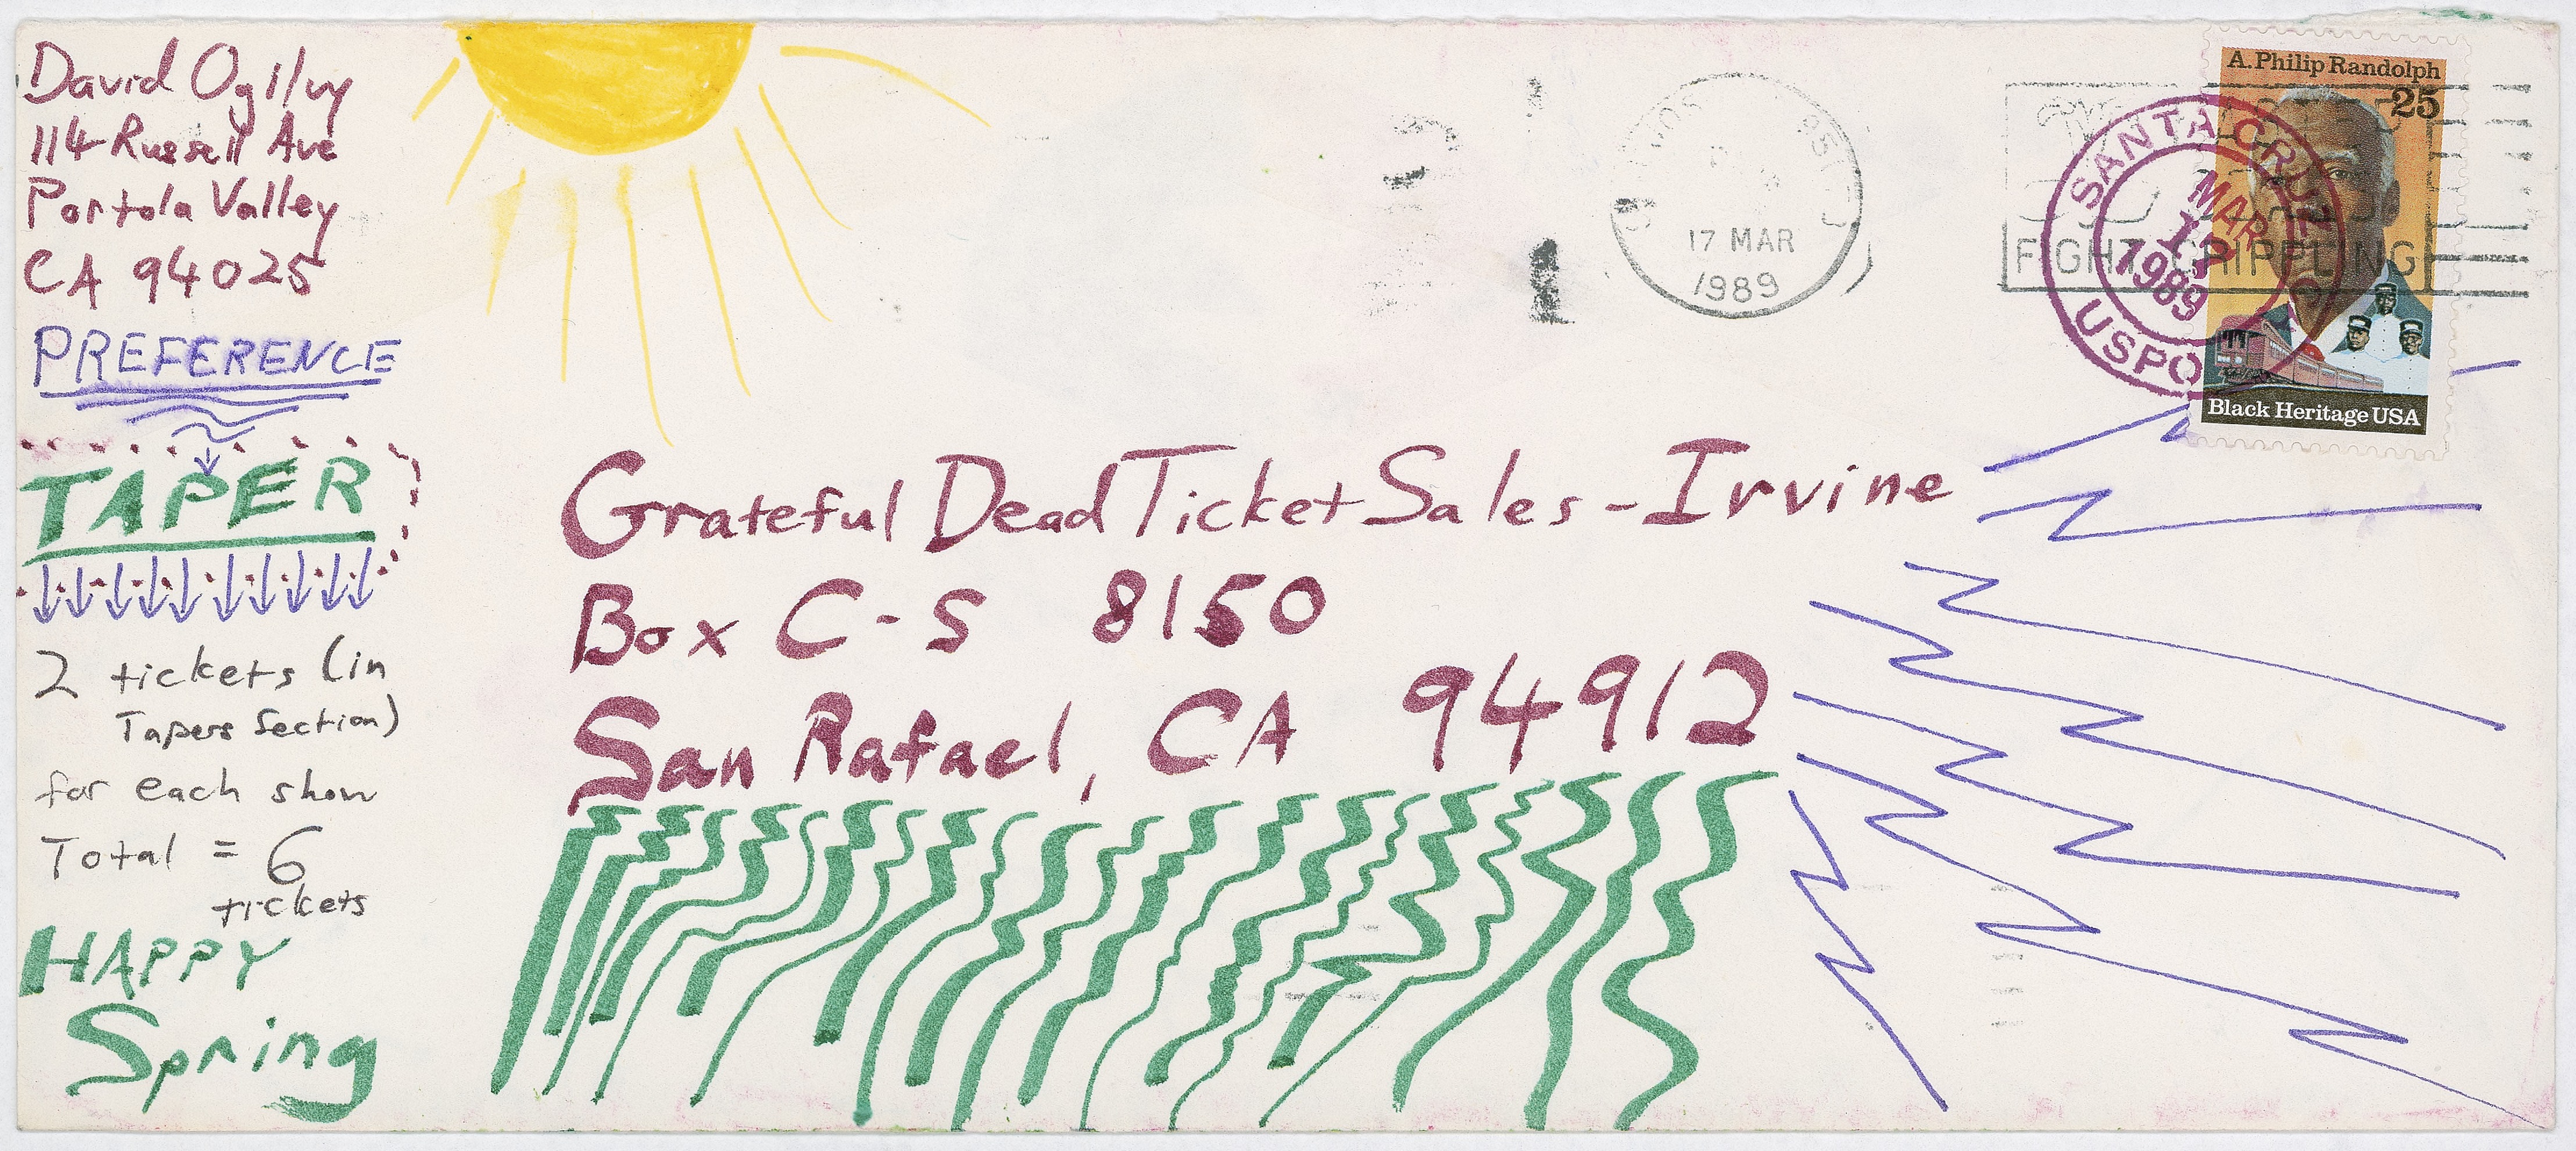 David Ogilvy
114 Russell Ave
Portola Valley
CA 94025
PREFERENCE
TAPER
2 tickets (in
Tapers Section)
for each show
Total = 6
tickets
HAPPY
Spring
Grateful Dead Ticket Sales - Irvine
Box C-S 8150
San Rafael, CA 94912
17 MAR
1989
FIGHT CRIPPLING
SANTA CRUZ
MAR
17
1989
USPO
A. Philip Randolph
25
Black Heritage USA